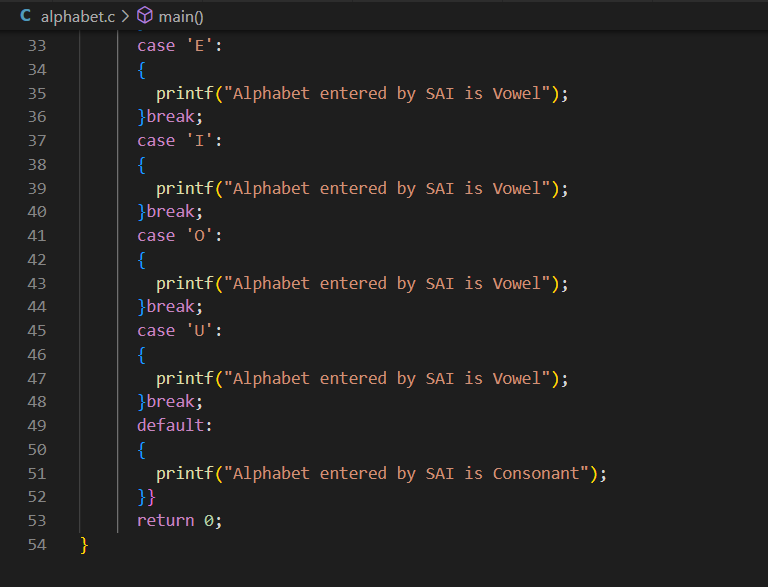 C alphabet.c > main()
33 case 'E':
34 {
35 printf("Alphabet entered by SAI is Vowel");
36 }break;
37 case 'I':
38 {
39 printf("Alphabet entered by SAI is Vowel");
40 }break;
41 case 'O':
42 {
43 printf("Alphabet entered by SAI is Vowel");
44 }break;
45 case 'U':
46 {
47 printf("Alphabet entered by SAI is Vowel");
48 }break;
49 default:
50 {
51 printf("Alphabet entered by SAI is Consonant");
52 }}
53 return 0;
54 }